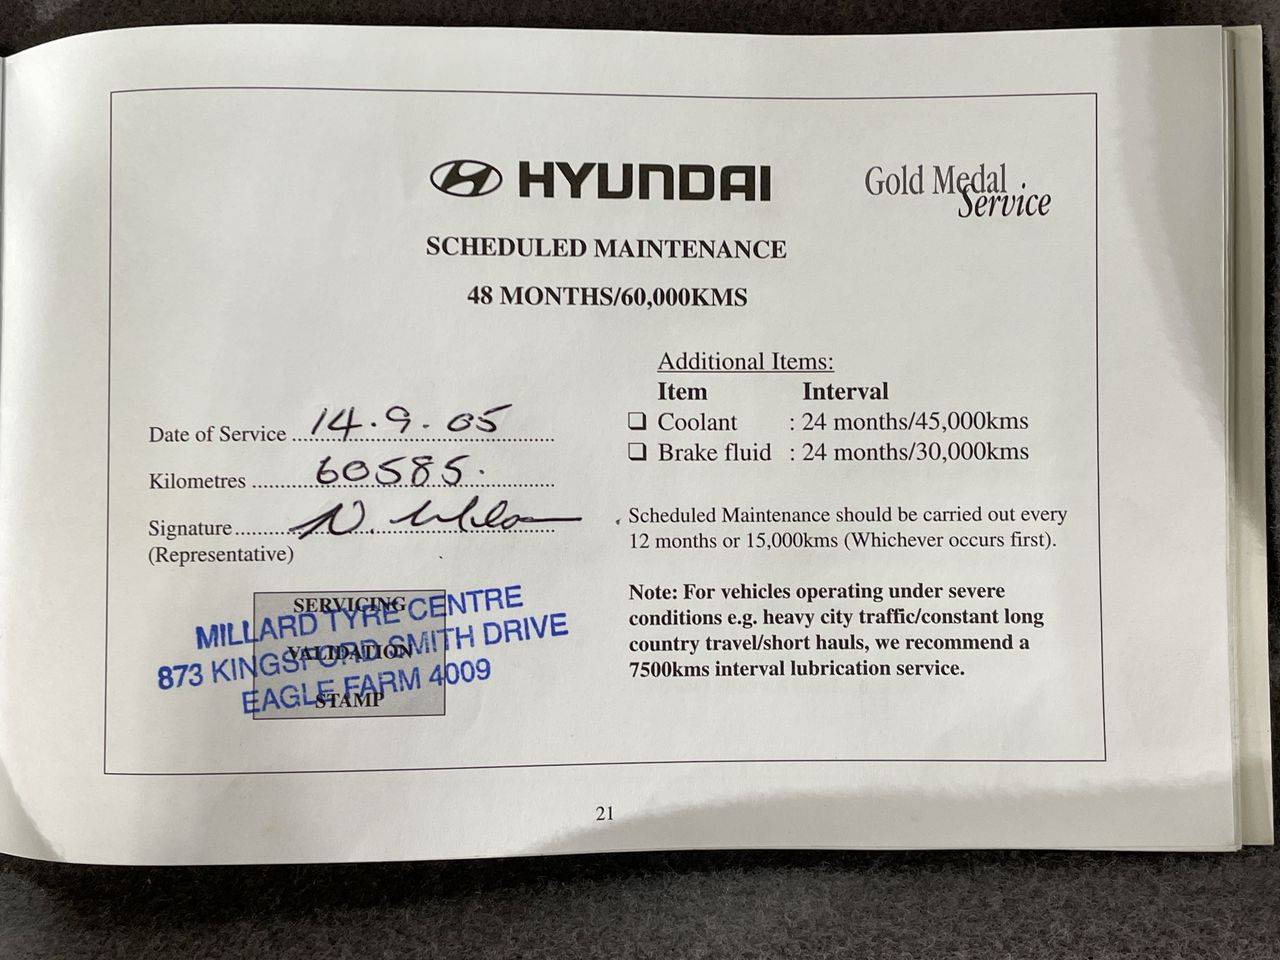 HYUNDAI
Gold Medal
Service
SCHEDULED MAINTENANCE
48 MONTHS/60,000KMS
Date of Service 14.9.05
Kilometres 60585.
Signature N.
(Representative)
SERVICING
VALIDATION
STAMP
MILLARD TYRE CENTRE
873 KINGSFORD SMITH DRIVE
EAGLE FARM 4009
Additional Items:
Item Interval
❏ Coolant : 24 months/45,000kms
❏ Brake fluid : 24 months/30,000kms
Scheduled Maintenance should be carried out every
12 months or 15,000kms (Whichever occurs first).
Note: For vehicles operating under severe
conditions e.g. heavy city traffic/constant long
country travel/short hauls, we recommend a
7500kms interval lubrication service.
21